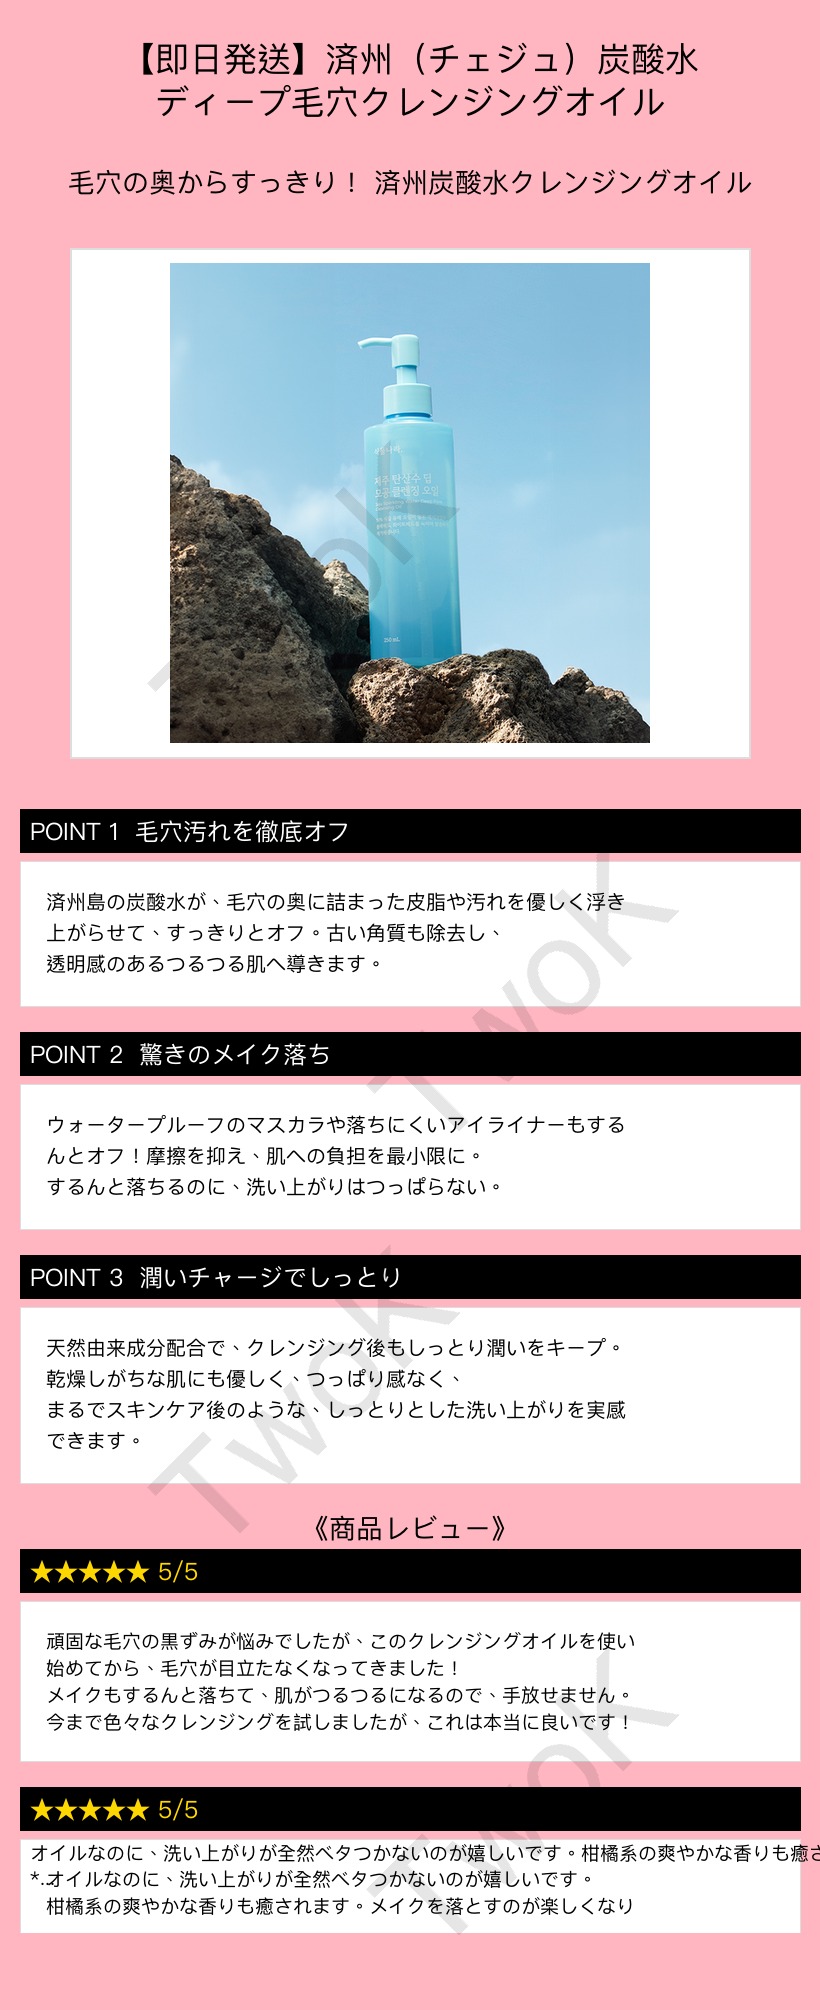 【即日発送】済州（チェジュ）炭酸水
ディープ毛穴クレンジングオイル
毛穴の奥からすっきり！ 済州炭酸水クレンジングオイル
제주 탄산수 딥
모공 클렌징 오일
250 mL
TwoK
POINT 1 毛穴汚れを徹底オフ
済州島の炭酸水が、毛穴の奥に詰まった皮脂や汚れを優しく浮き
上がらせて、すっきりとオフ。古い角質も除去し、
透明感のあるつるつる肌へ導きます。
TwoK
POINT 2 驚きのメイク落ち
ウォータープルーフのマスカラや落ちにくいアイライナーもする
んとオフ！摩擦を抑え、肌への負担を最小限に。
するんと落ちるのに、洗い上がりはつっぱらない。
POINT 3 潤いチャージでしっとり
天然由来成分配合で、クレンジング後もしっとり潤いをキープ。
乾燥しがちな肌にも優しく、つっぱり感なく、
まるでスキンケア後のような、しっとりとした洗い上がりを実感
できます。
TwoK
《商品レビュー》
★★★★★ 5/5
頑固な毛穴の黒ずみが悩みでしたが、このクレンジングオイルを使い
始めてから、毛穴が目立たなくなってきました！
メイクもするんと落ちて、肌がつるつるになるので、手放せません。
今まで色々なクレンジングを試しましたが、これは本当に良いです！
TwoK
★★★★★ 5/5
オイルなのに、洗い上がりが全然ベタつかないのが嬉しいです。柑橘系の爽やかな香りも癒さ
*...オイルなのに、洗い上がりが全然ベタつかないのが嬉しいです。
柑橘系の爽やかな香りも癒されます。メイクを落とすのが楽しくなり